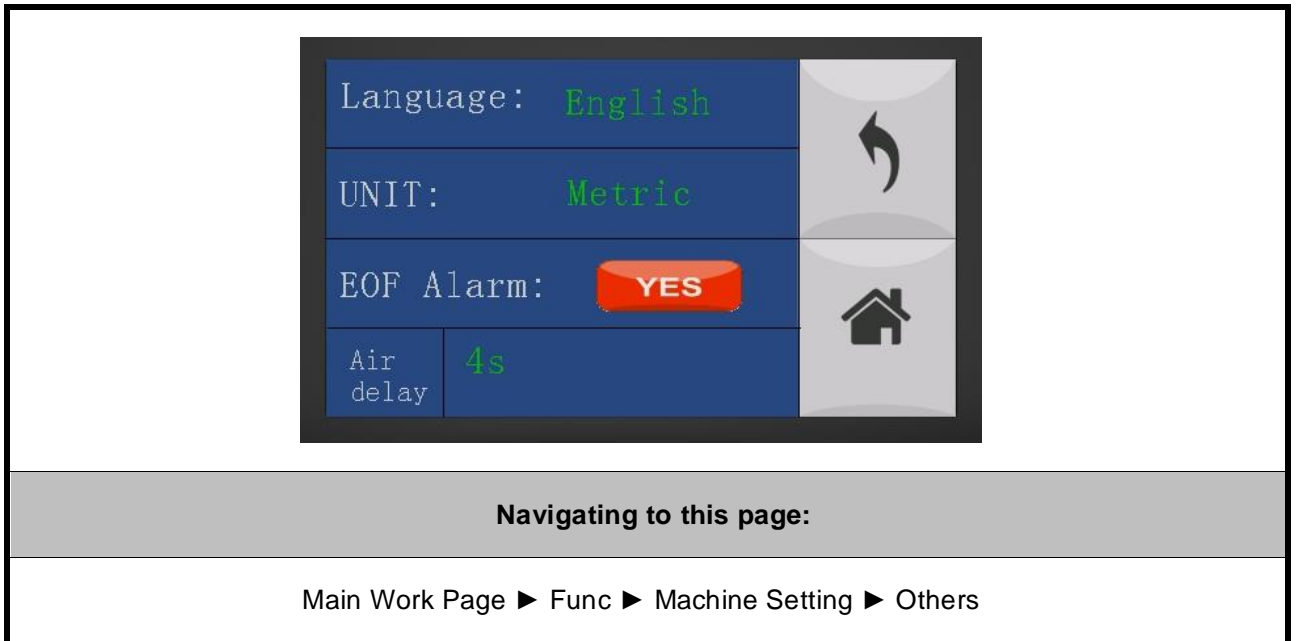 Language: English
UNIT: Metric
EOF Alarm: YES
Air
delay
4s
Navigating to this page:
Main Work Page ► Func ► Machine Setting ► Others